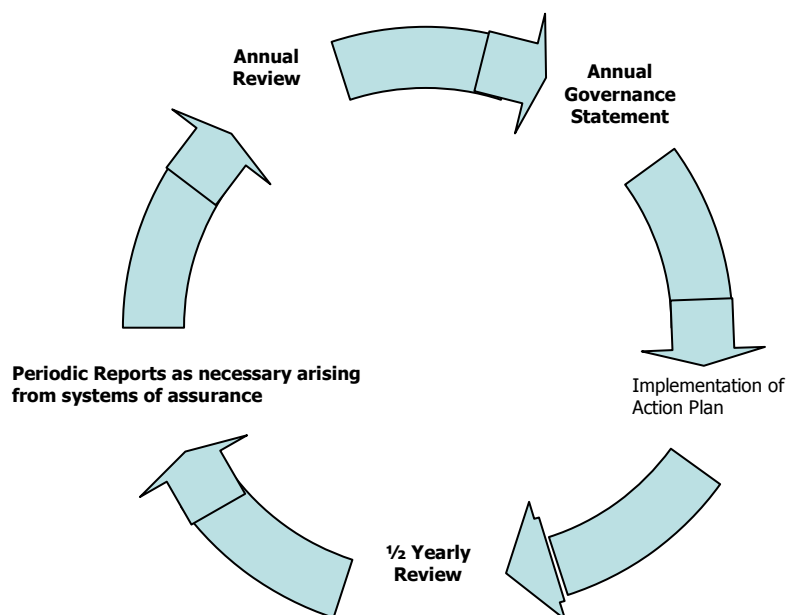 Annual
Review
Annual
Governance
Statement
Implementation of
Action Plan
½ Yearly
Review
Periodic Reports as necessary arising
from systems of assurance